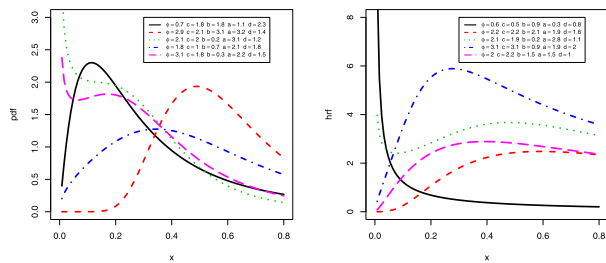 pdf
0.0 0.5 1.0 1.5 2.0 2.5 3.0
ϕ = 0.7 c = 1.8 b = 1.8 a = 1.1 d = 2.3
ϕ = 2.9 c = 2.1 b = 3.1 a = 3.2 d = 1.4
ϕ = 2.1 c = 2 b = 0.2 a = 3.1 d = 1.2
ϕ = 1.8 c = 1 b = 0.7 a = 2.1 d = 1.8
ϕ = 3.1 c = 1.8 b = 0.3 a = 2.2 d = 1.5
0.0 0.2 0.4 0.6 0.8
x
hrf
0 2 4 6 8
ϕ = 0.6 c = 0.5 b = 0.9 a = 0.3 d = 0.8
ϕ = 2.2 c = 2.2 b = 2.1 a = 1.9 d = 1.6
ϕ = 2.1 c = 1.9 b = 0.2 a = 2.8 d = 1.1
ϕ = 3.1 c = 3.1 b = 0.9 a = 1.9 d = 2
ϕ = 2 c = 2.2 b = 1.5 a = 1.5 d = 1
0.0 0.2 0.4 0.6 0.8
x